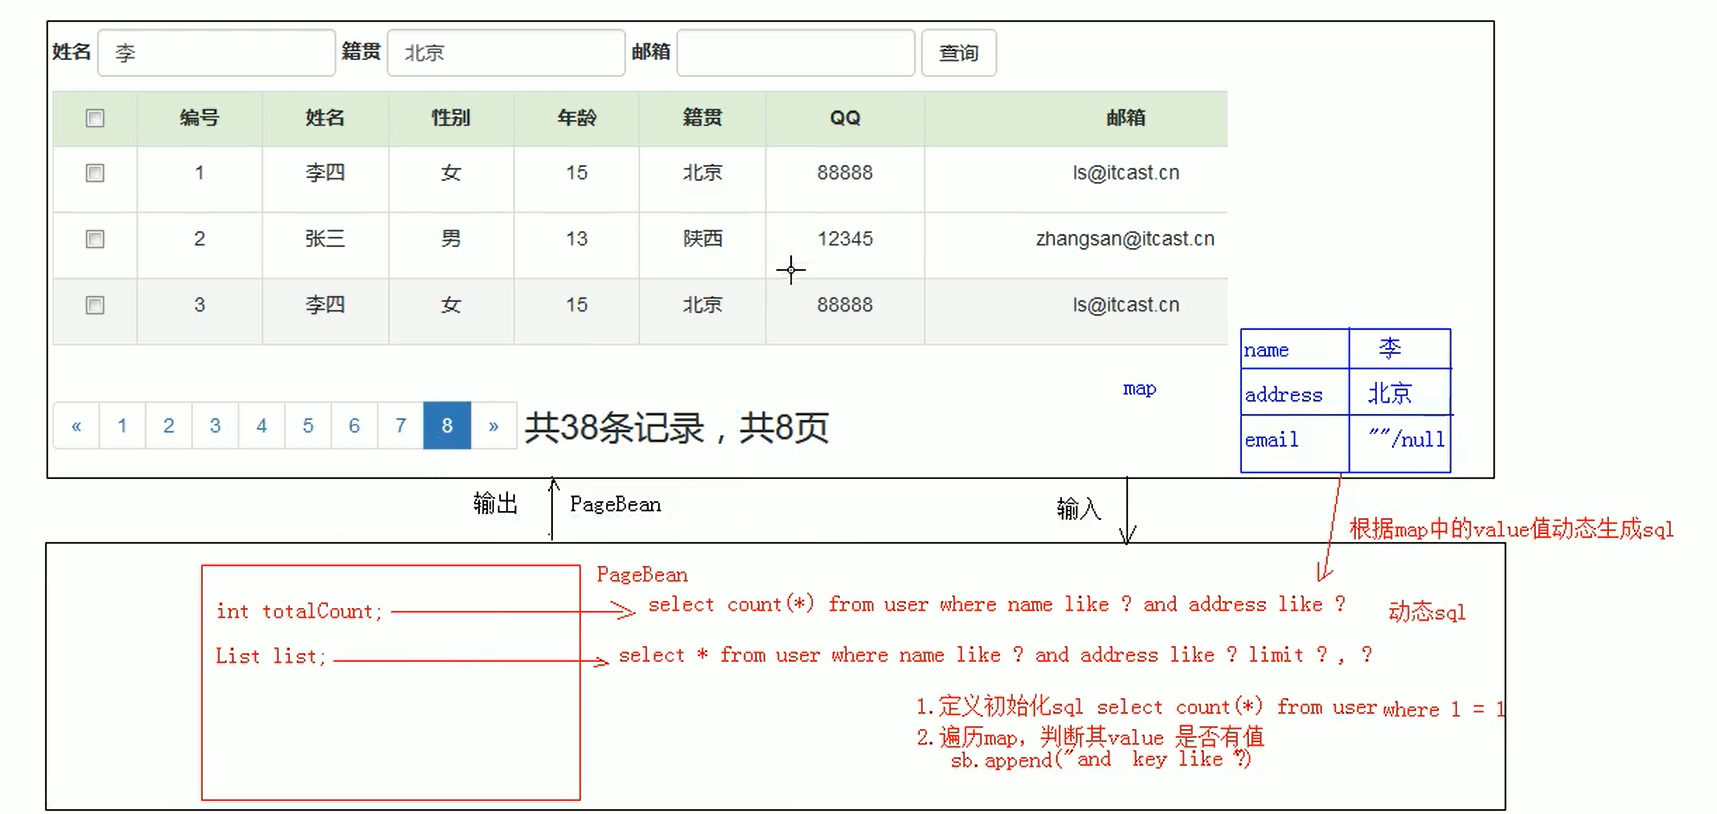 姓名 李 籍贯 北京 邮箱 查询
编号 姓名 性别 年龄 籍贯 QQ 邮箱
1 李四 女 15 北京 88888 ls@itcast.cn
2 张三 男 13 陕西 12345 zhangsan@itcast.cn
3 李四 女 15 北京 88888 ls@itcast.cn
name 李
map
address 北京
email ""/null
« 1 2 3 4 5 6 7 8 » 共38条记录，共8页
输出 PageBean 输入
根据map中的value值动态生成sql
PageBean
int totalCount; select count(*) from user where name like ? and address like ? 动态sql
List list; select * from user where name like ? and address like ? limit ? , ?
1.定义初始化sql select count(*) from user where 1 = 1
2.遍历map，判断其value 是否有值
sb.append("and key like ?")